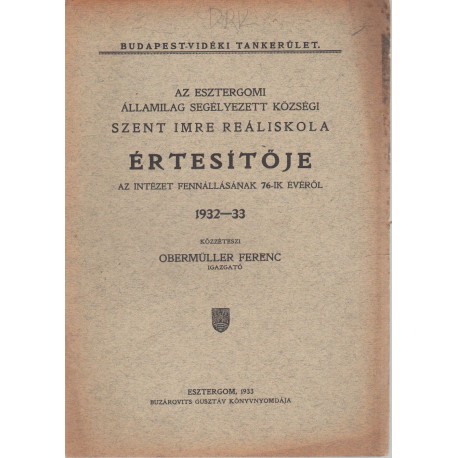 BUDAPEST-VIDÉKI TANKERÜLET.
AZ ESZTERGOMI
ÁLLAMILAG SEGÉLYEZETT KÖZSÉGI
SZENT IMRE REÁLISKOLA
ÉRTESÍTŐJE
AZ INTÉZET FENNÁLLÁSÁNAK 76-IK ÉVÉRŐL
1932—33
KÖZZÉTESZI
OBERMÜLLER FERENC
IGAZGATÓ
ESZTERGOM, 1933
BUZÁROVITS GUSZTÁV KÖNYVNYOMDÁJA